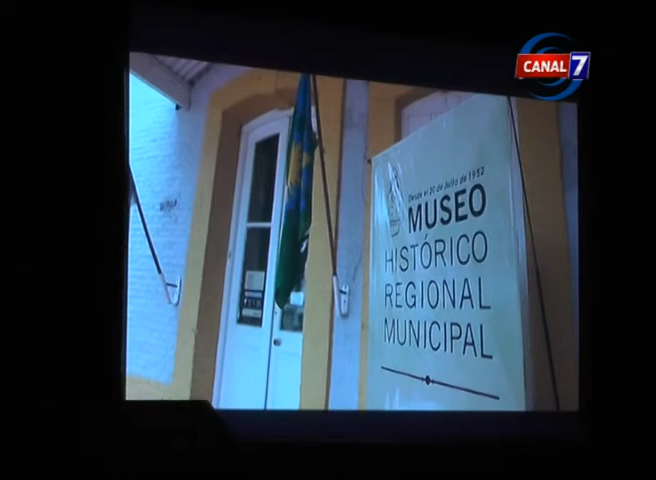 CANAL 7
Desde el 20 de Julio de 1952
MUSEO
HISTÓRICO
REGIONAL
MUNICIPAL